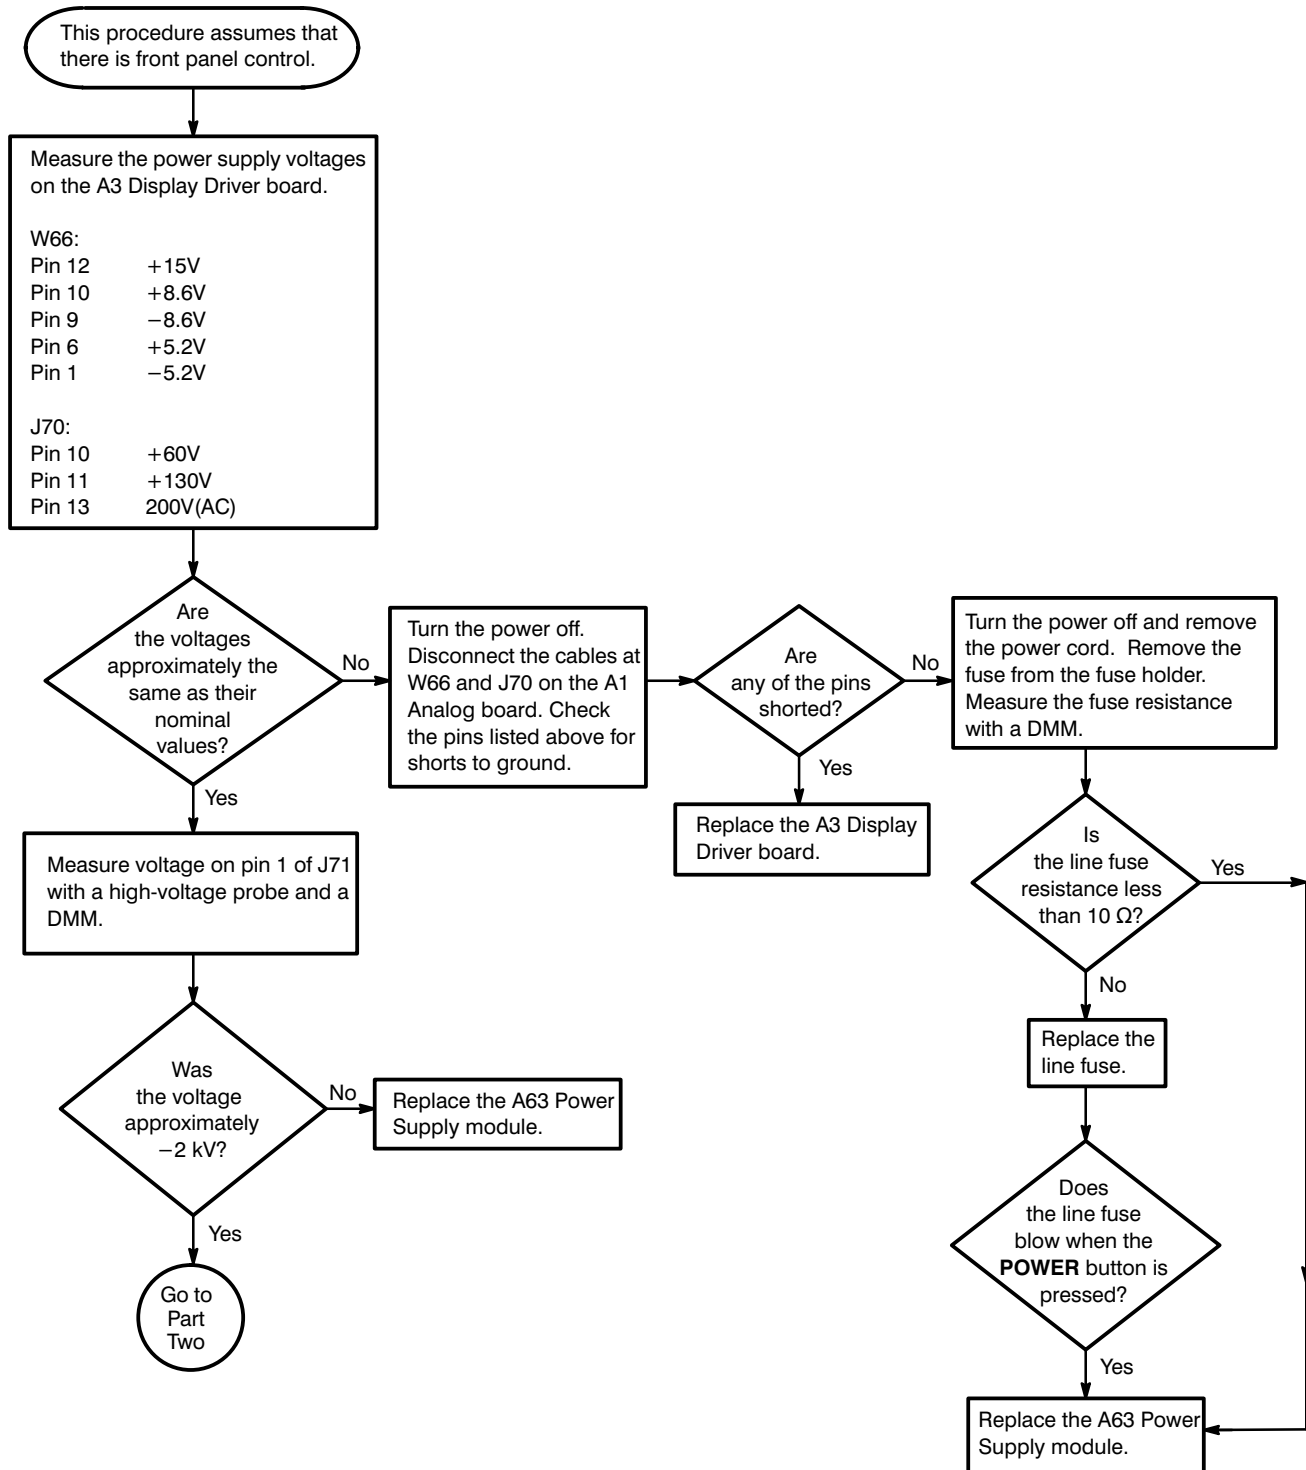 This procedure assumes that
there is front panel control.
Measure the power supply voltages
on the A3 Display Driver board.
W66:
Pin 12 +15V
Pin 10 +8.6V
Pin 9 −8.6V
Pin 6 +5.2V
Pin 1 −5.2V
J70:
Pin 10 +60V
Pin 11 +130V
Pin 13 200V(AC)
Are
the voltages
approximately the
same as their
nominal
values?
No
Yes
Turn the power off.
Disconnect the cables at
W66 and J70 on the A1
Analog board. Check
the pins listed above for
shorts to ground.
Are
any of the pins
shorted?
No
Yes
Replace the A3 Display
Driver board.
Turn the power off and remove
the power cord. Remove the
fuse from the fuse holder.
Measure the fuse resistance
with a DMM.
Is
the line fuse
resistance less
than 10 Ω?
Yes
No
Replace the
line fuse.
Does
the line fuse
blow when the
POWER button is
pressed?
Yes
Replace the A63 Power
Supply module.
Measure voltage on pin 1 of J71
with a high-voltage probe and a
DMM.
Was
the voltage
approximately
−2 kV?
No
Replace the A63 Power
Supply module.
Yes
Go to
Part
Two